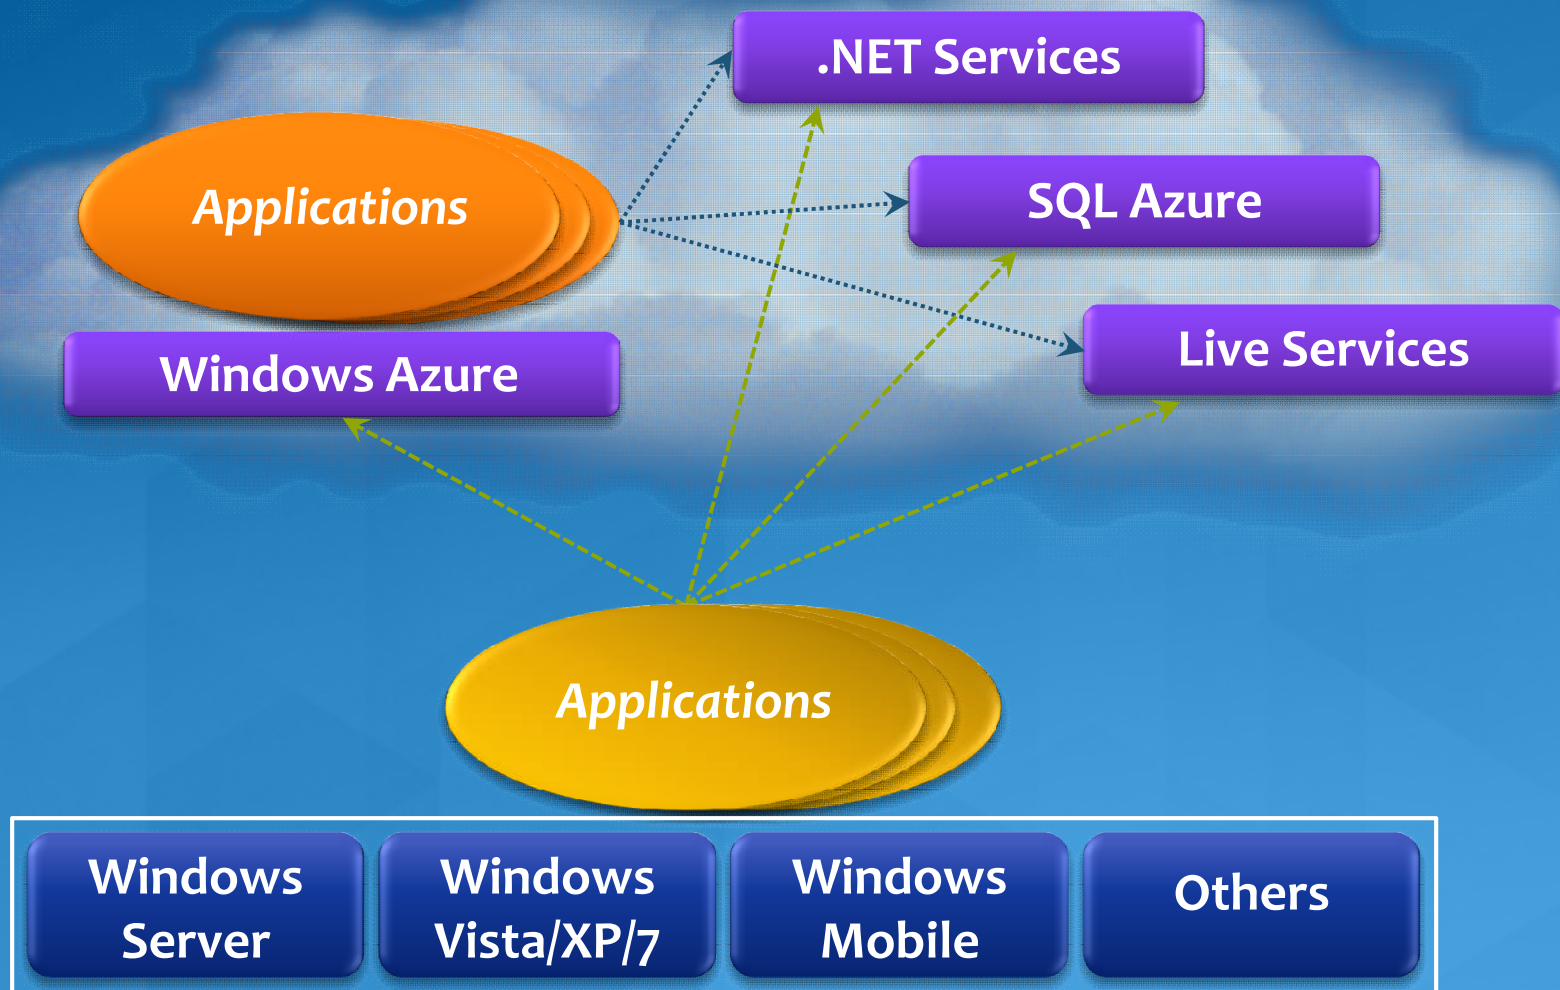 .NET Services
Applications
SQL Azure
Live Services
Windows Azure
Applications
Windows
Server
Windows
Vista/XP/7
Windows
Mobile
Others